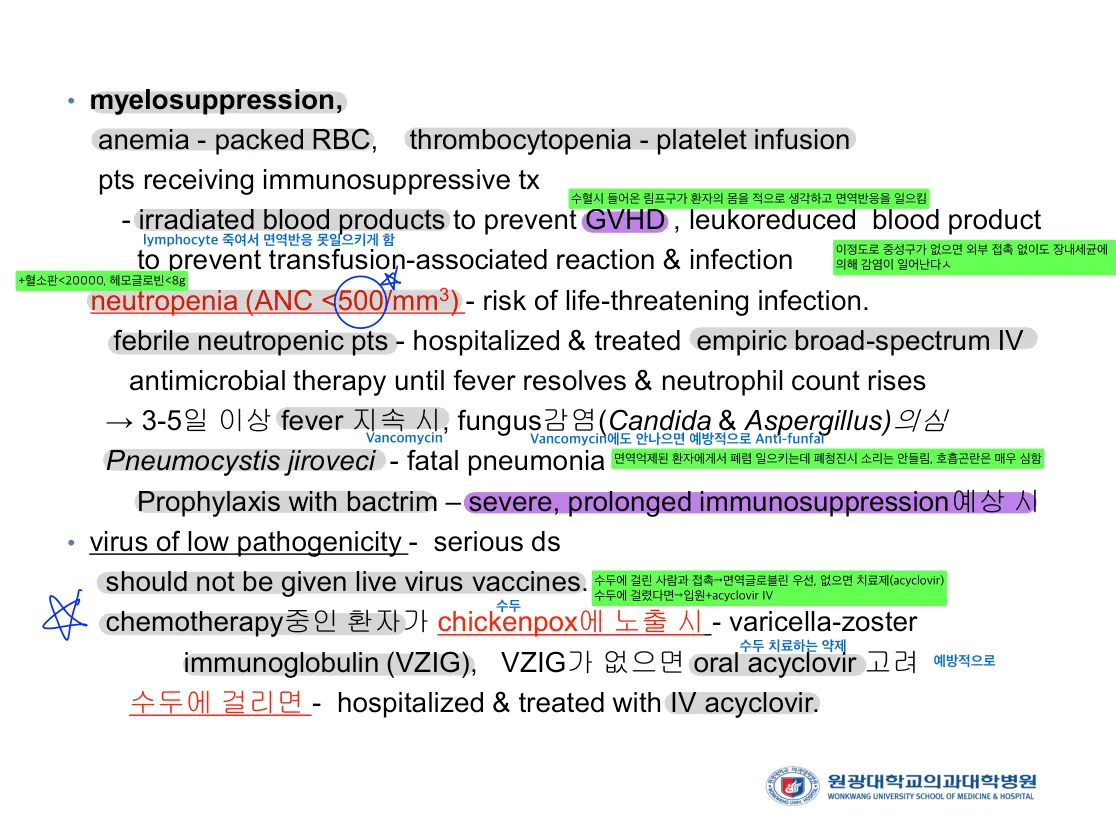 • myelosuppression,
anemia - packed RBC, thrombocytopenia - platelet infusion
pts receiving immunosuppressive tx
수혈시 들어온 림프구가 환자의 몸을 적으로 생각하고 면역반응을 일으킴
- irradiated blood products to prevent GVHD , leukoreduced blood product
lymphocyte 죽여서 면역반응 못일으키게 함
to prevent transfusion-associated reaction & infection
이정도로 중성구가 없으면 외부 접촉 없이도 장내세균에
의해 감염이 일어난다ㅅ
+혈소판<20000, 헤모글로빈<8g
neutropenia (ANC <500/mm³) - risk of life-threatening infection.
febrile neutropenic pts - hospitalized & treated empiric broad-spectrum IV
antimicrobial therapy until fever resolves & neutrophil count rises
→ 3-5일 이상 fever 지속 시, fungus감염(Candida & Aspergillus)의심
Vancomycin
Vancomycin에도 안나으면 예방적으로 Anti-funfal
Pneumocystis jiroveci - fatal pneumonia
면역억제된 환자에게서 폐렴 일으키는데 폐청진시 소리는 안들림, 호흡곤란은 매우 심함
Prophylaxis with bactrim – severe, prolonged immunosuppression예상 시
• virus of low pathogenicity - serious ds
should not be given live virus vaccines.
수두에 걸린 사람과 접촉→면역글로블린 우선, 없으면 치료제(acyclovir)
수두에 걸렸다면→입원+acyclovir IV
수두
chemotherapy중인 환자가 chickenpox에 노출 시 - varicella-zoster
수두 치료하는 약제
immunoglobulin (VZIG), VZIG가 없으면 oral acyclovir 고려
예방적으로
수두에 걸리면 - hospitalized & treated with IV acyclovir.
원광대학교의과대학병원
WONKWANG UNIVERSITY SCHOOL OF MEDICINE & HOSPITAL